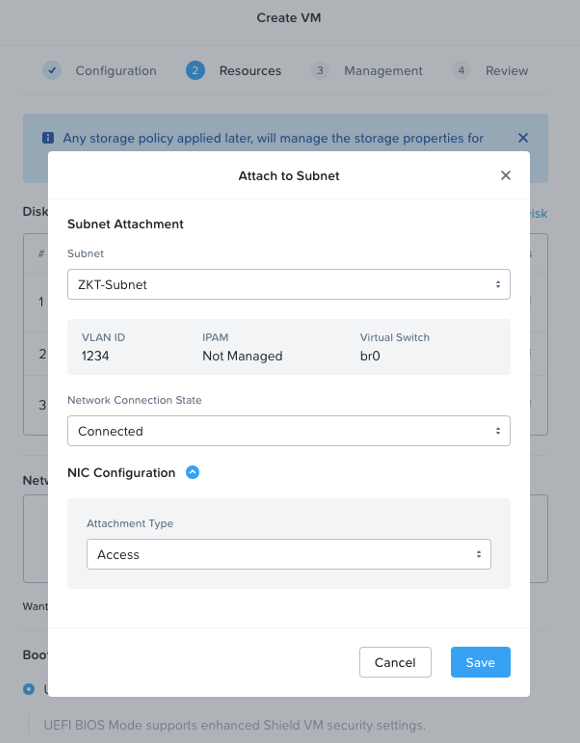 Create VM
Configuration 2 Resources 3 Management 4 Review
Any storage policy applied later, will manage the storage properties for
Attach to Subnet
Disk
Disk
Subnet Attachment
#
Subnet
ZKT-Subnet
1
VLAN ID IPAM Virtual Switch
1234 Not Managed br0
2
Network Connection State
3
Connected
NIC Configuration
Attachment Type
Access
Want
Cancel Save
UEFI BIOS Mode supports enhanced Shield VM security settings.